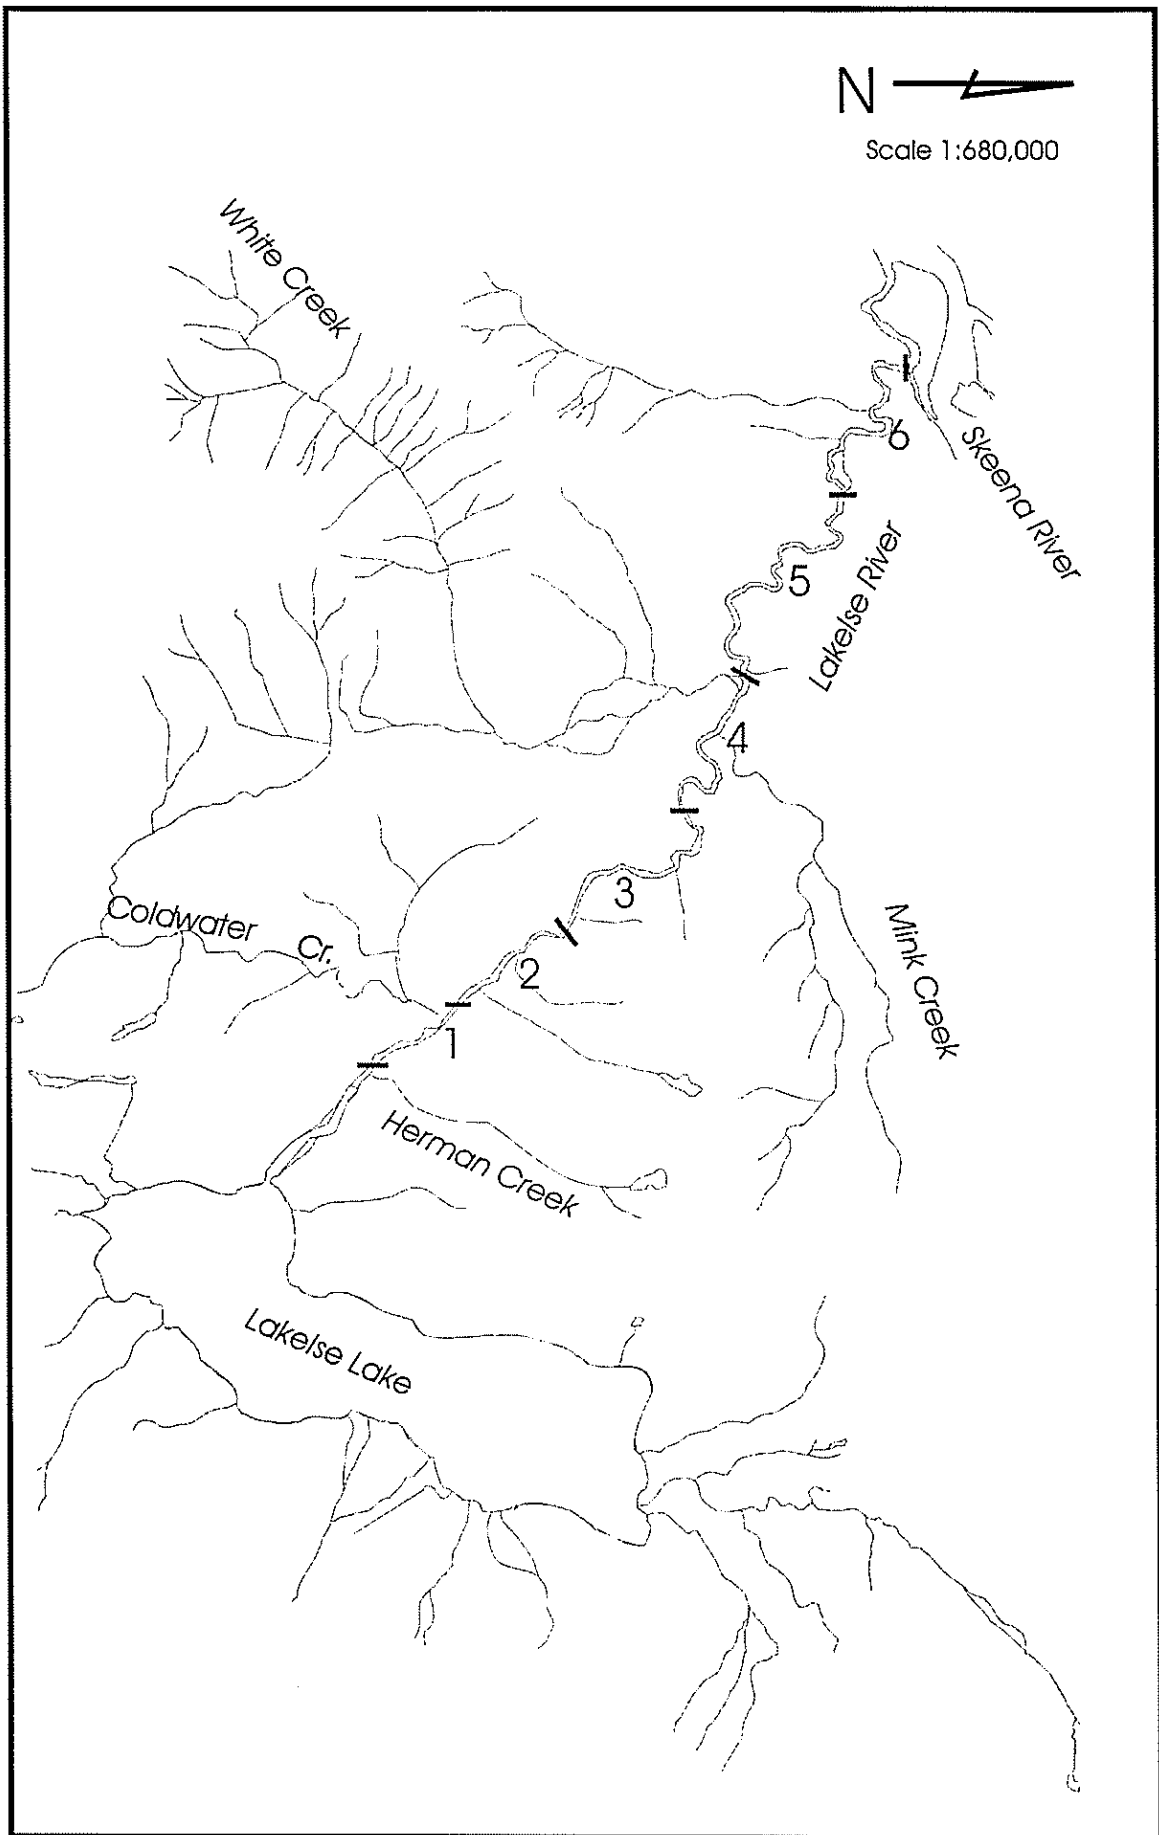 N
Scale 1:680,000
White Creek
6
Skeena River
5
Lakelse River
4
3
Coldwater
Cr.
2
Mink Creek
1
Herman Creek
Lakelse Lake